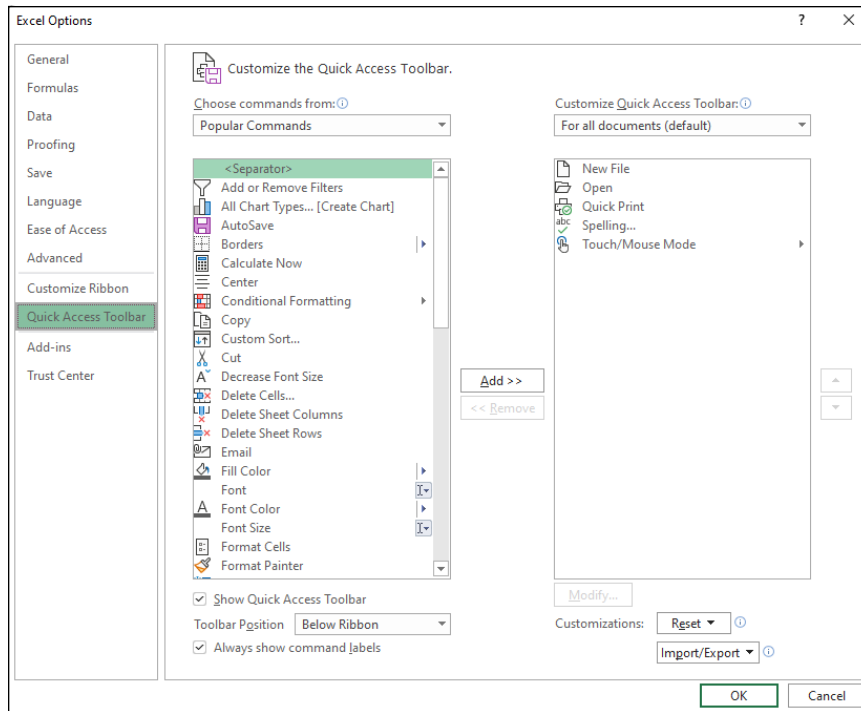 Excel Options
?
General
Formulas
Data
Proofing
Save
Language
Ease of Access
Advanced
Customize Ribbon
Quick Access Toolbar
Add-ins
Trust Center
Customize the Quick Access Toolbar.
Choose commands from:
Popular Commands
<Separator>
Add or Remove Filters
All Chart Types... [Create Chart]
AutoSave
Borders
Calculate Now
Center
Conditional Formatting
Copy
Custom Sort...
Cut
Decrease Font Size
Delete Cells...
Delete Sheet Columns
Delete Sheet Rows
Email
Fill Color
Font
Font Color
Font Size
Format Cells
Format Painter
Show Quick Access Toolbar
Toolbar Position Below Ribbon
Always show command labels
Add >>
<< Remove
Customize Quick Access Toolbar:
For all documents (default)
New File
Open
Quick Print
abc Spelling...
Touch/Mouse Mode
Modify...
Customizations: Reset
Import/Export
OK Cancel